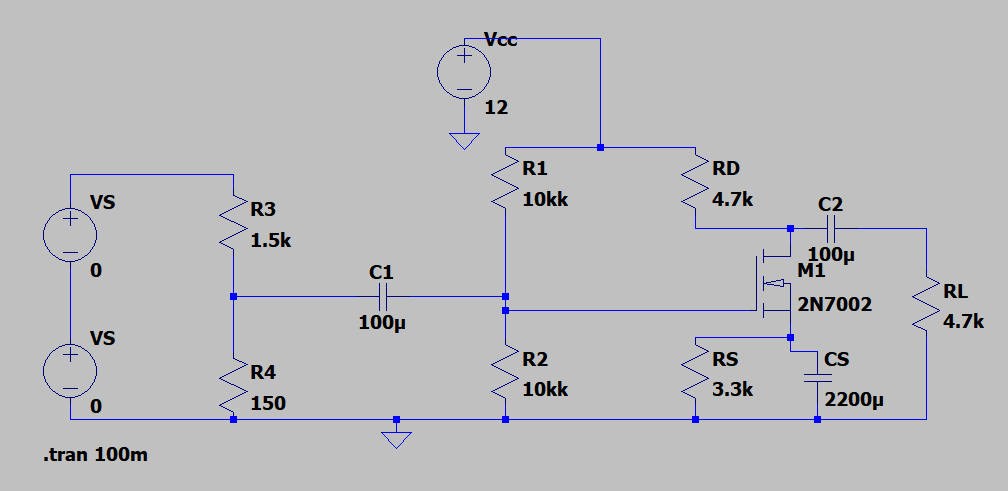 Vcc
12
R1
10kk
RD
4.7k
VS
0
R3
1.5k
C1
100µ
C2
100µ
M1
2N7002
RL
4.7k
VS
0
R4
150
R2
10kk
RS
3.3k
CS
2200µ
.tran 100m